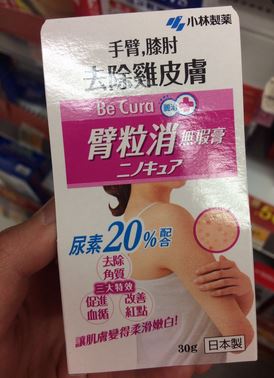 小林製薬
手臂,膝肘
去除雞皮膚
Be Cura
臂粒消 無瑕膏
ニノキュア
尿素20%配合
去除
角質
三大特效
促進
血循
改善
紅點
讓肌膚變得柔滑嫩白!
30g 日本製